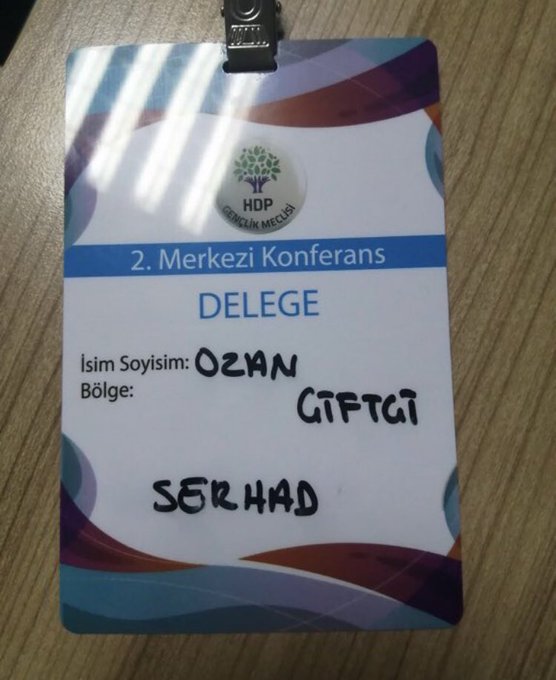 HDP
GENÇLİK MECLİSİ
2. Merkezi Konferans
DELEGE
İsim Soyisim: OZAN
Bölge:
ÇİFTÇİ
SERHAD